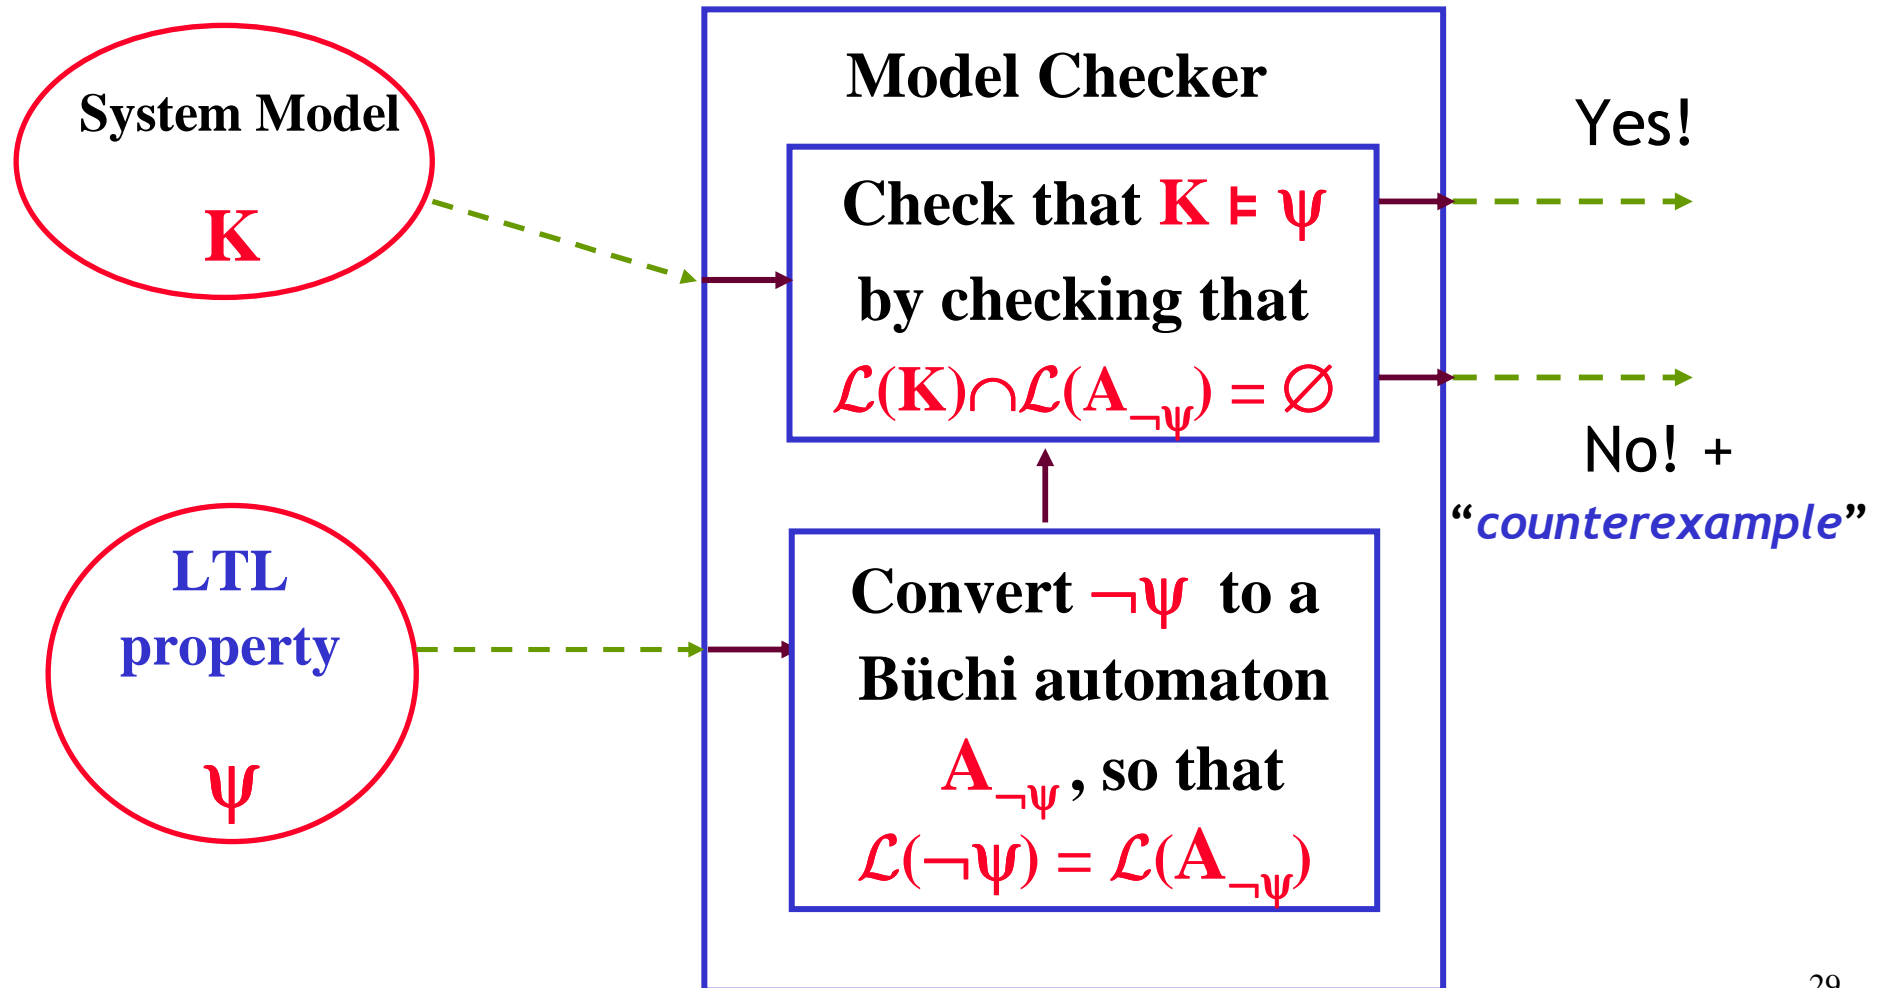 System Model
K
LTL
property
ψ
Model Checker
Check that K ⊨ ψ
by checking that
ℒ(K)∩ℒ(A¬ψ) = ∅
Convert ¬ψ to a
Büchi automaton
A¬ψ , so that
ℒ(¬ψ) = ℒ(A¬ψ)
Yes!
No! +
“counterexample”
29